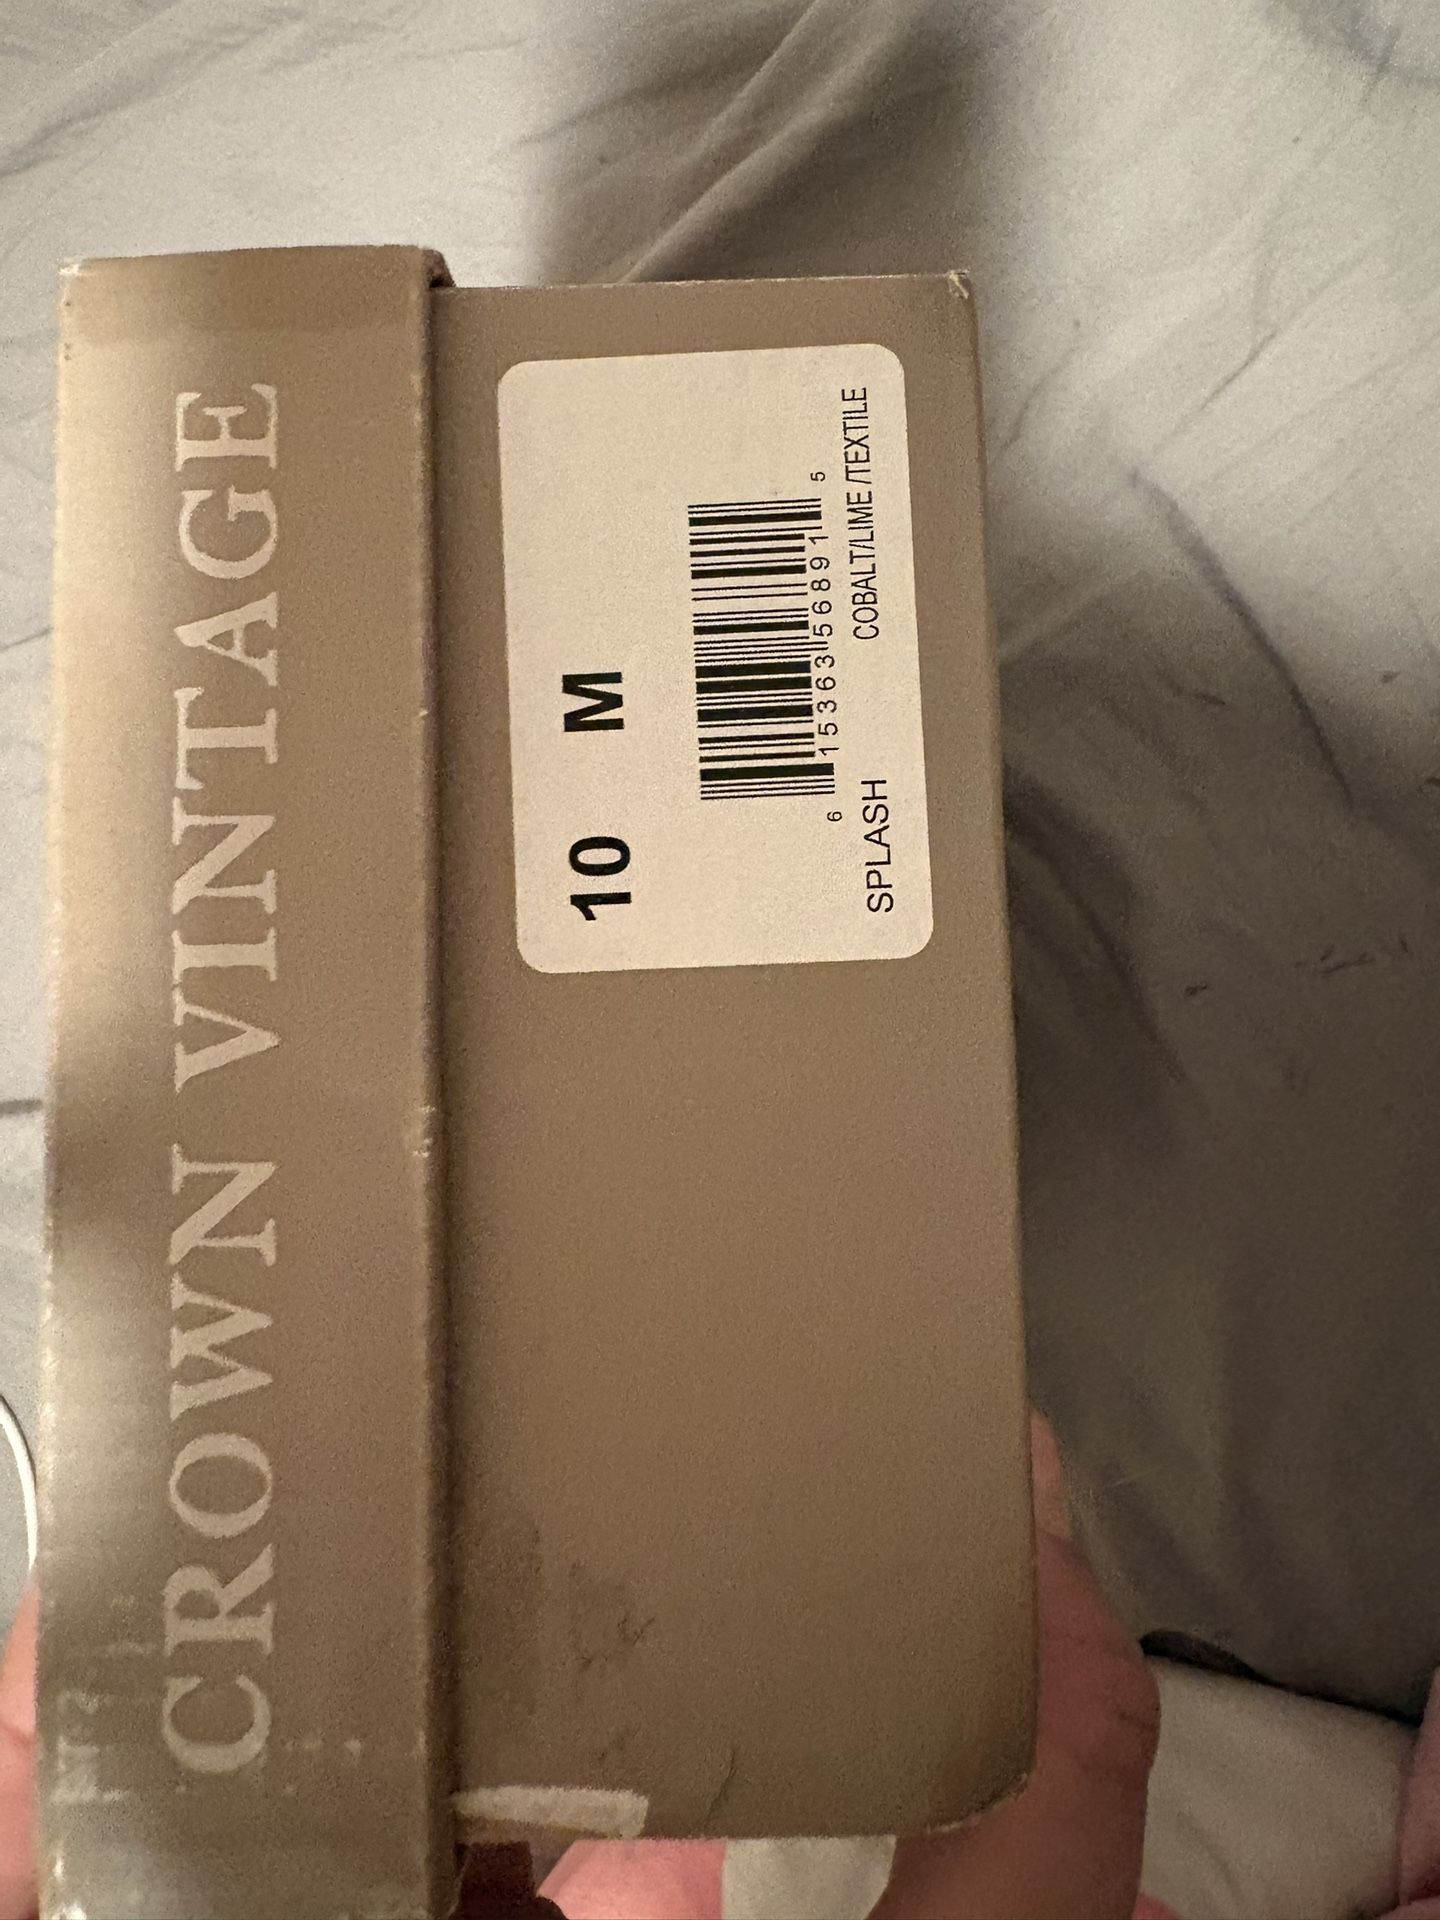 CROWN VINTAGE
10 M
6 15363 56891 5
SPLASH COBALT/LIME /TEXTILE